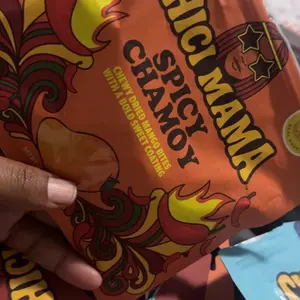 HICI MAMA
SPICY
CHAMOY
CHEWY DRIED MANGO BITES
WITH A BOLD SWEET COATING